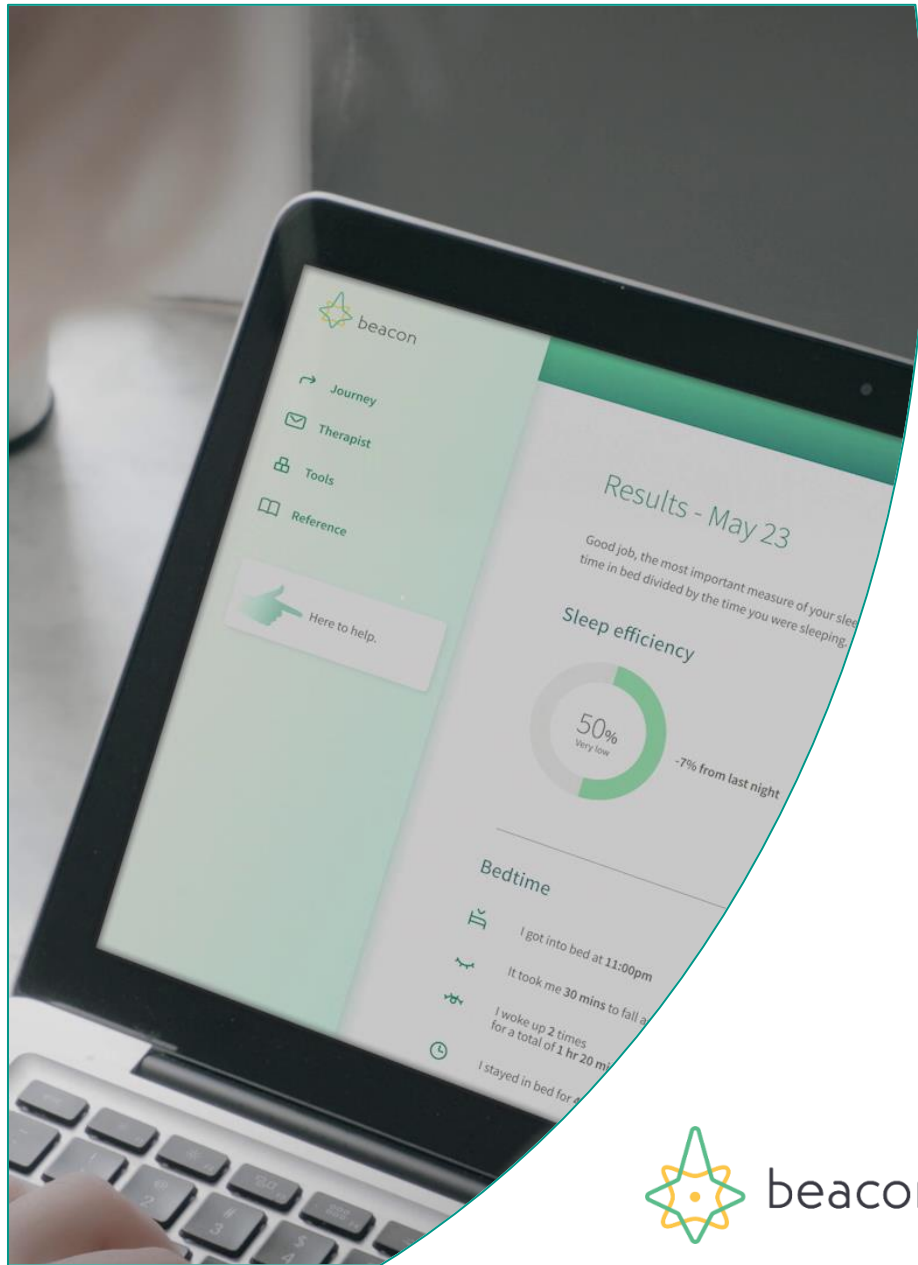 beacon
Journey
Therapist
Tools
Reference
Here to help.
Results - May 23
Good job, the most important measure of your
time in bed divided by the time you were sleeping.
Sleep efficiency
50%
Very low
-7% from last night
Bedtime
I got into bed at 11:00pm
It took me 30 mins to fall
I woke up 2 times
for a total of 1 hr 20
I stayed in bed for
#
2
3
$
4